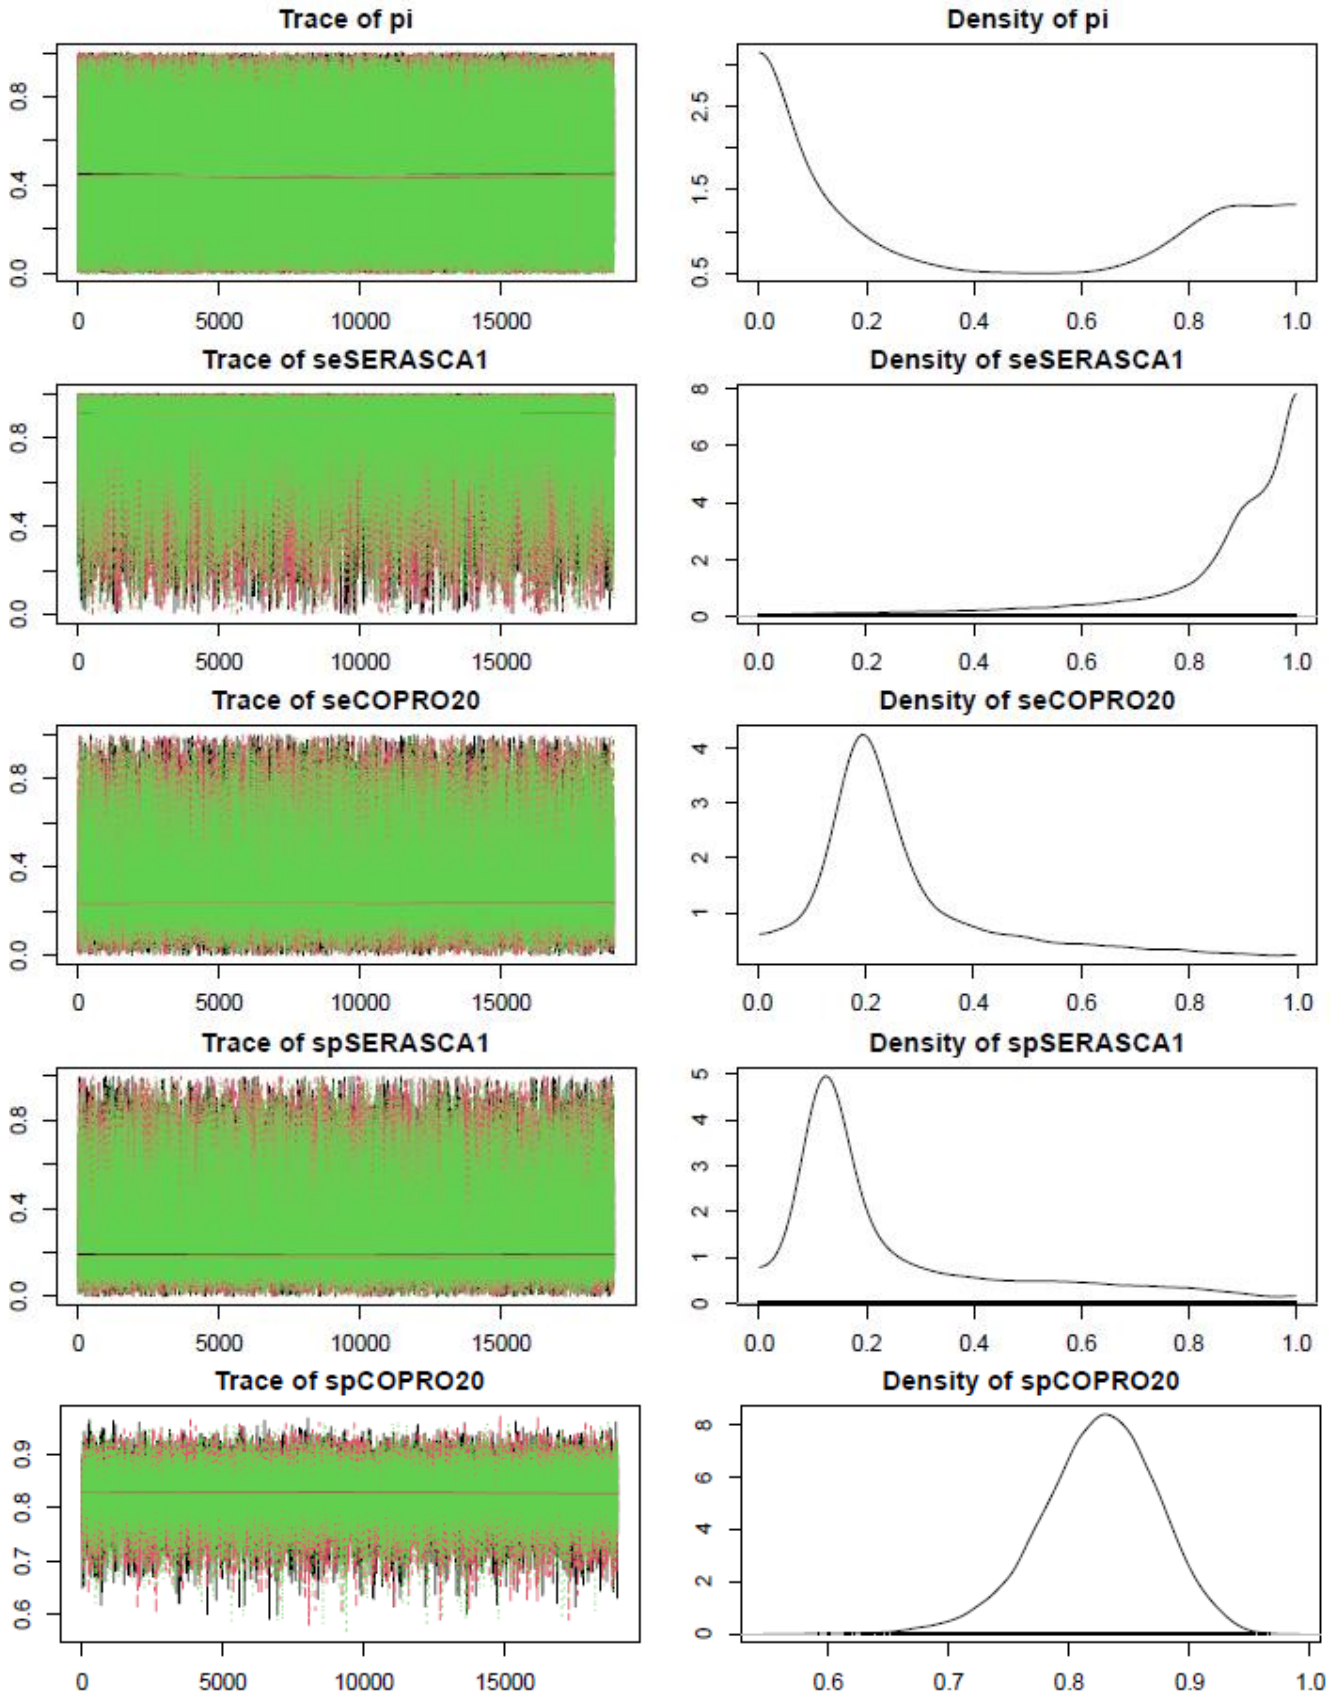 Trace of pi
Density of pi
0.0 0.4 0.8
0.5 1.5 2.5
0 5000 10000 15000
0.0 0.2 0.4 0.6 0.8 1.0
Trace of seSERASCA1
Density of seSERASCA1
0.0 0.4 0.8
0 2 4 6 8
0 5000 10000 15000
0.0 0.2 0.4 0.6 0.8 1.0
Trace of seCOPRO20
Density of seCOPRO20
0.0 0.4 0.8
1 2 3 4
0 5000 10000 15000
0.0 0.2 0.4 0.6 0.8 1.0
Trace of spSERASCA1
Density of spSERASCA1
0.0 0.4 0.8
0 1 2 3 4 5
0 5000 10000 15000
0.0 0.2 0.4 0.6 0.8 1.0
Trace of spCOPRO20
Density of spCOPRO20
0.6 0.7 0.8 0.9
0 2 4 6 8
0 5000 10000 15000
0.6 0.7 0.8 0.9 1.0